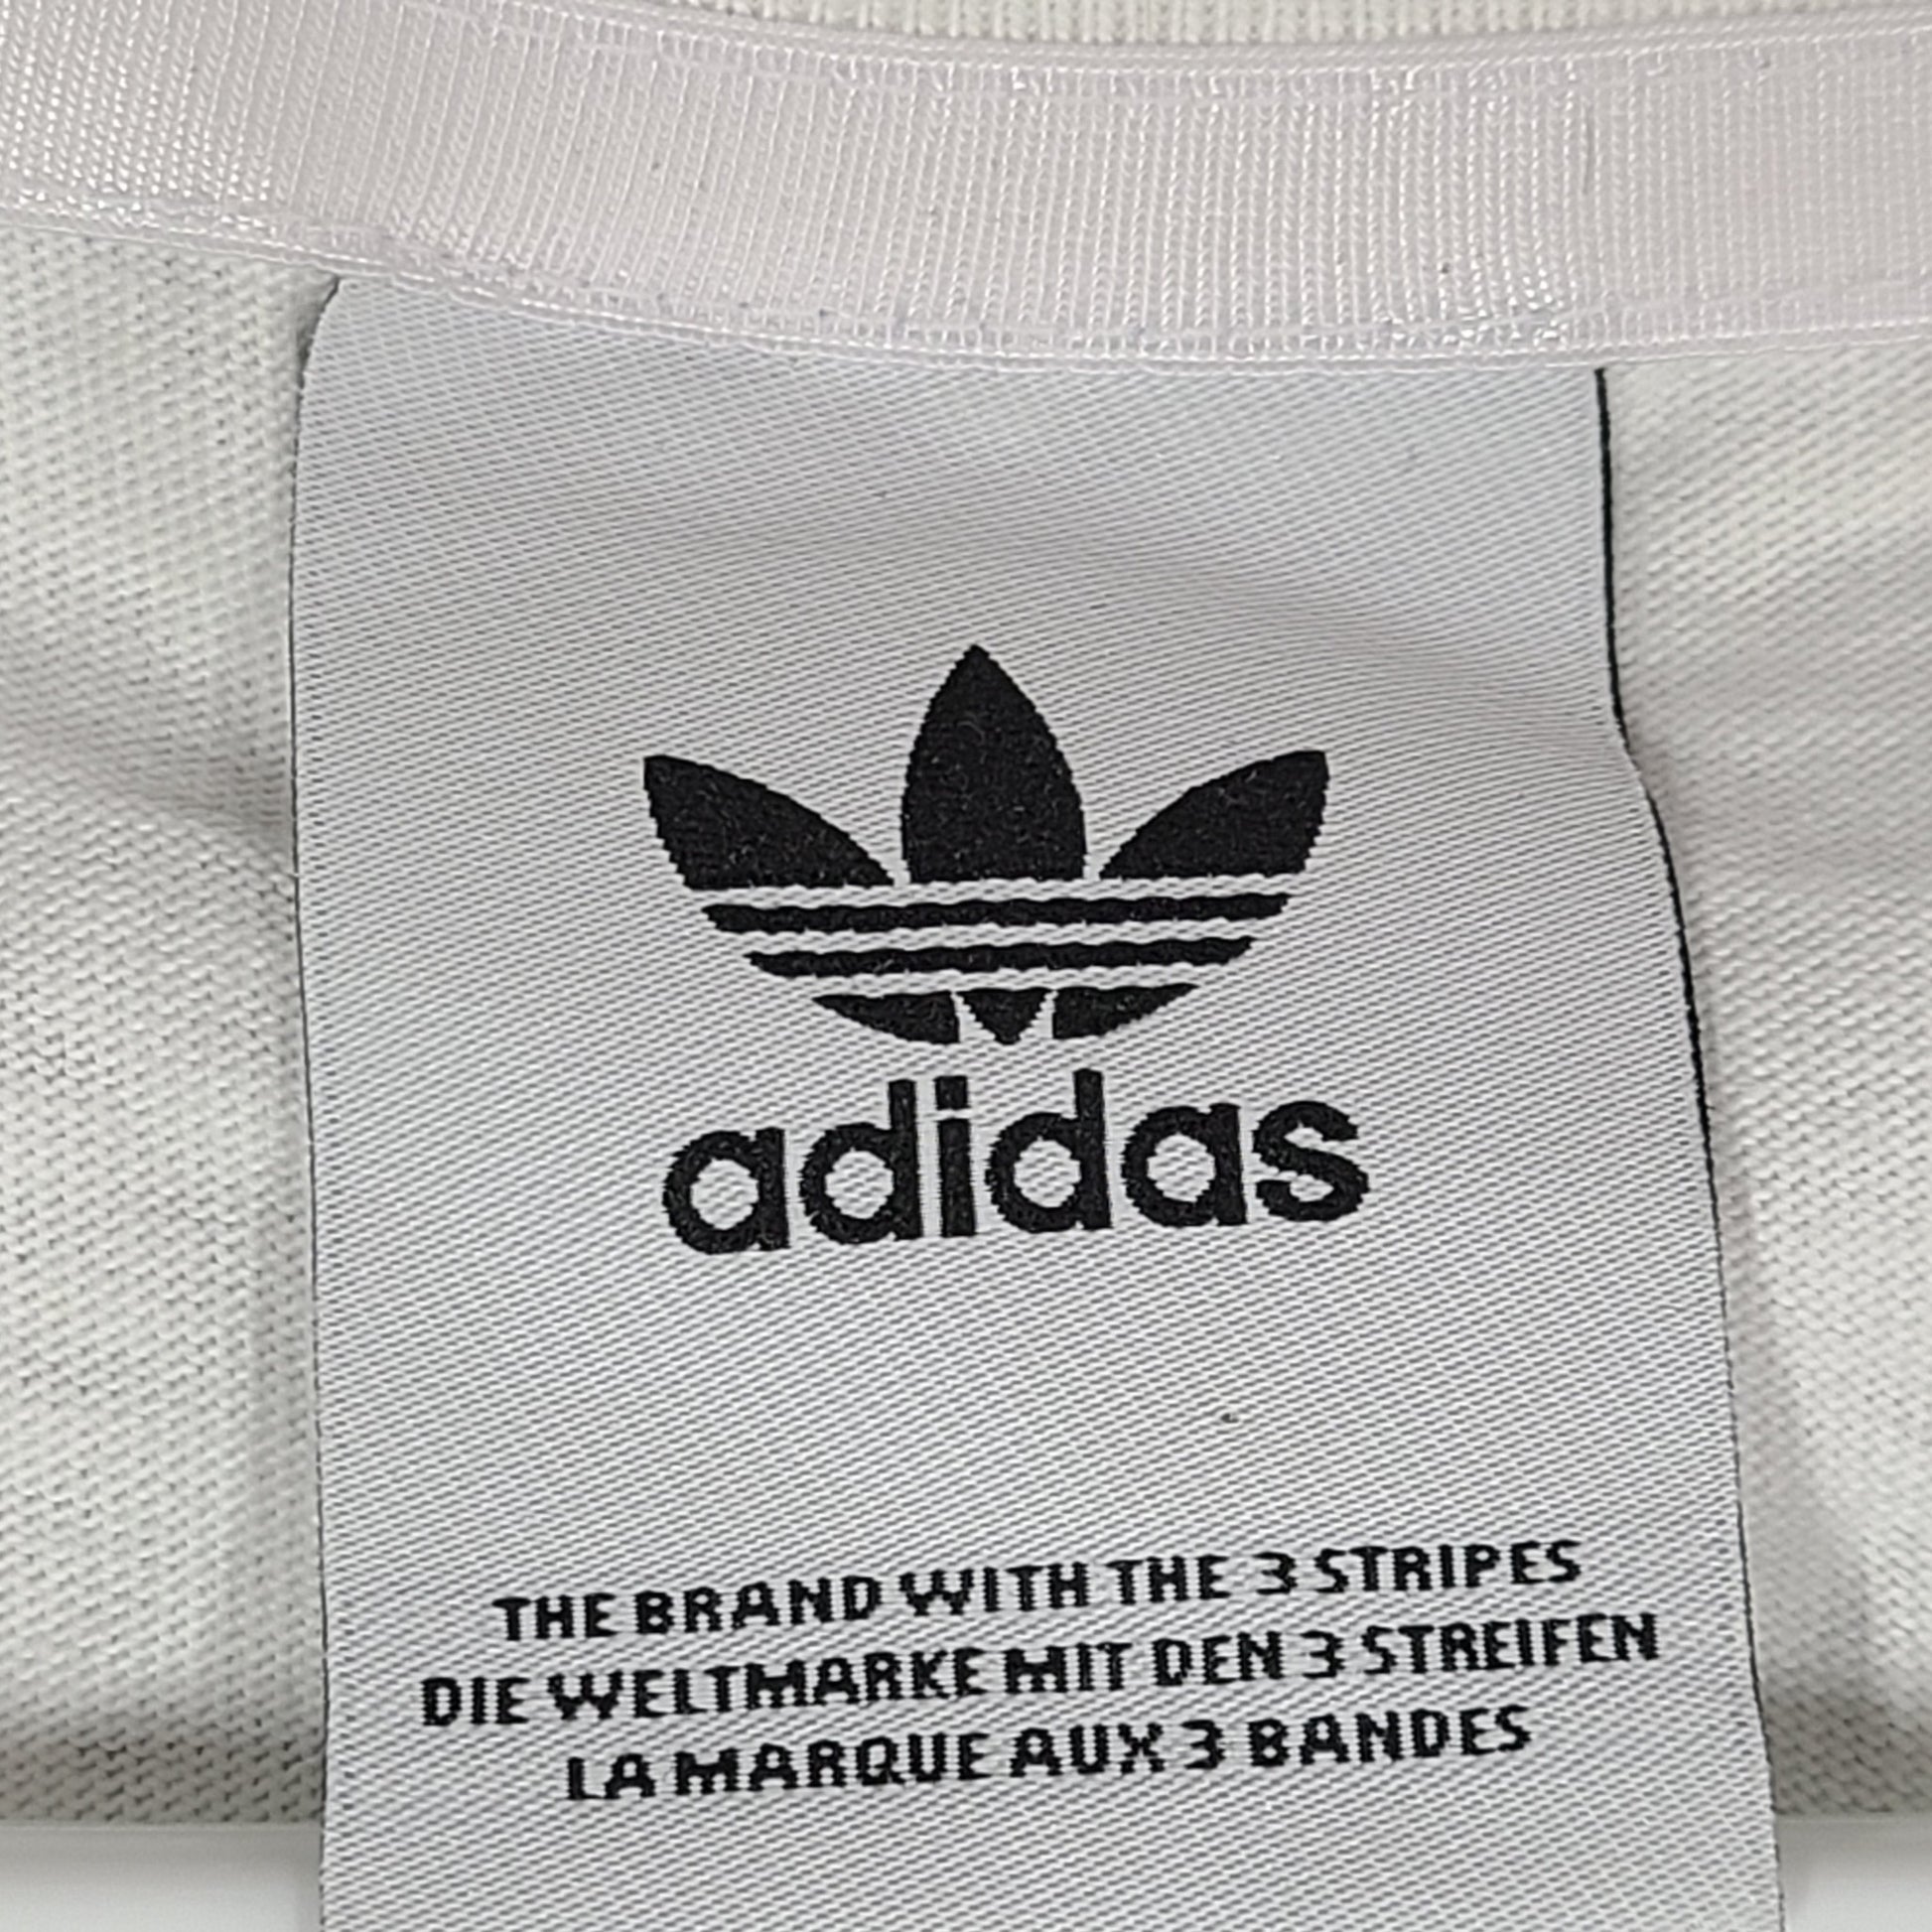 adidas
THE BRAND WITH THE 3 STRIPES
DIE WELTMARKE MIT DEN 3 STREIFEN
LA MARQUE AUX 3 BANDES